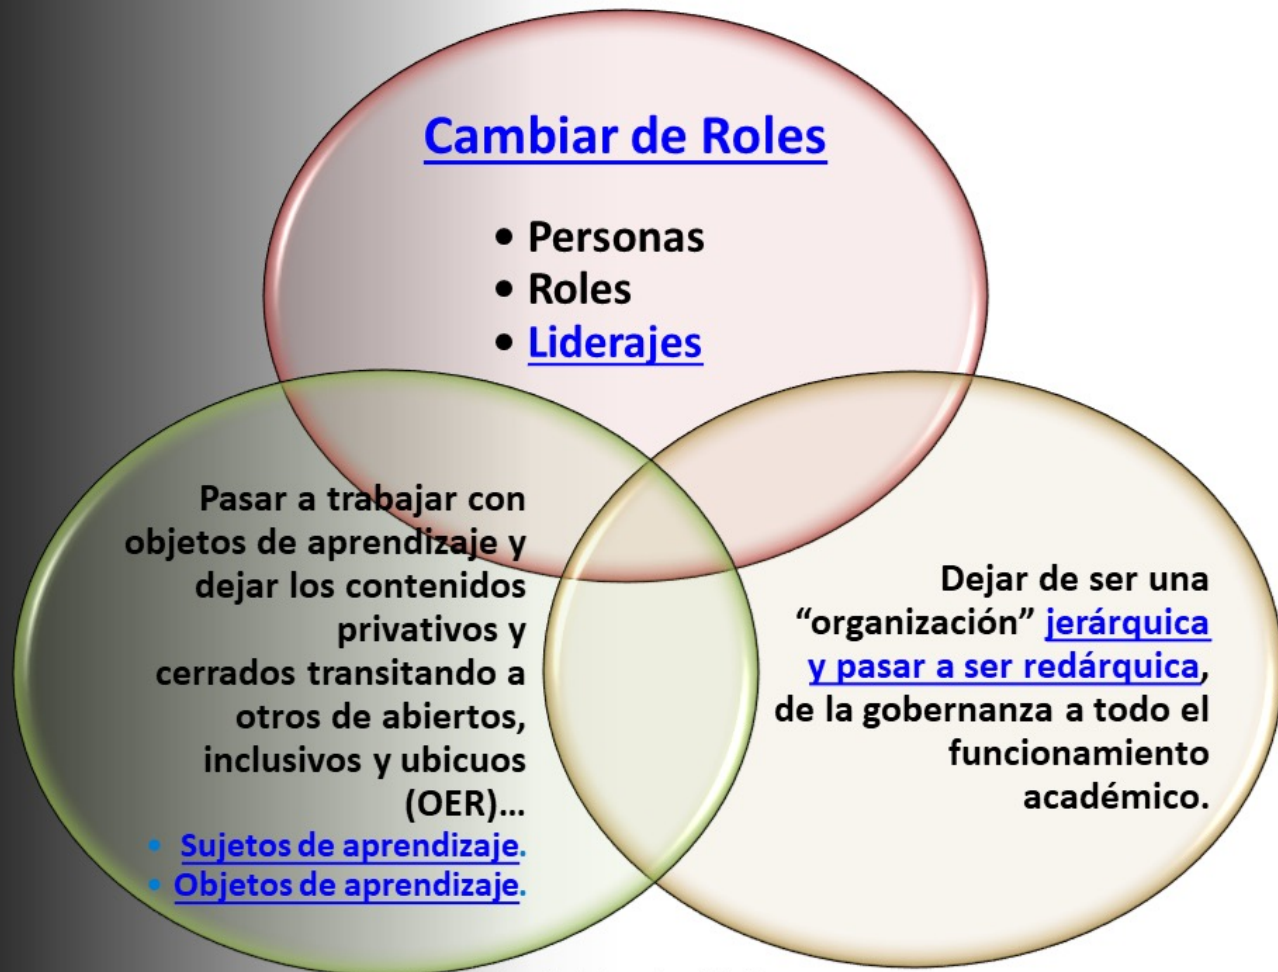 Cambiar de Roles
• Personas
• Roles
• Liderajes
Pasar a trabajar con
objetos de aprendizaje y
dejar los contenidos
privativos y
cerrados transitando a
otros de abiertos,
inclusivos y ubicuos
(OER)...
• Sujetos de aprendizaje.
• Objetos de aprendizaje.
Dejar de ser una
“organización” jerárquica
y pasar a ser redárquica,
de la gobernanza a todo el
funcionamiento
académico.